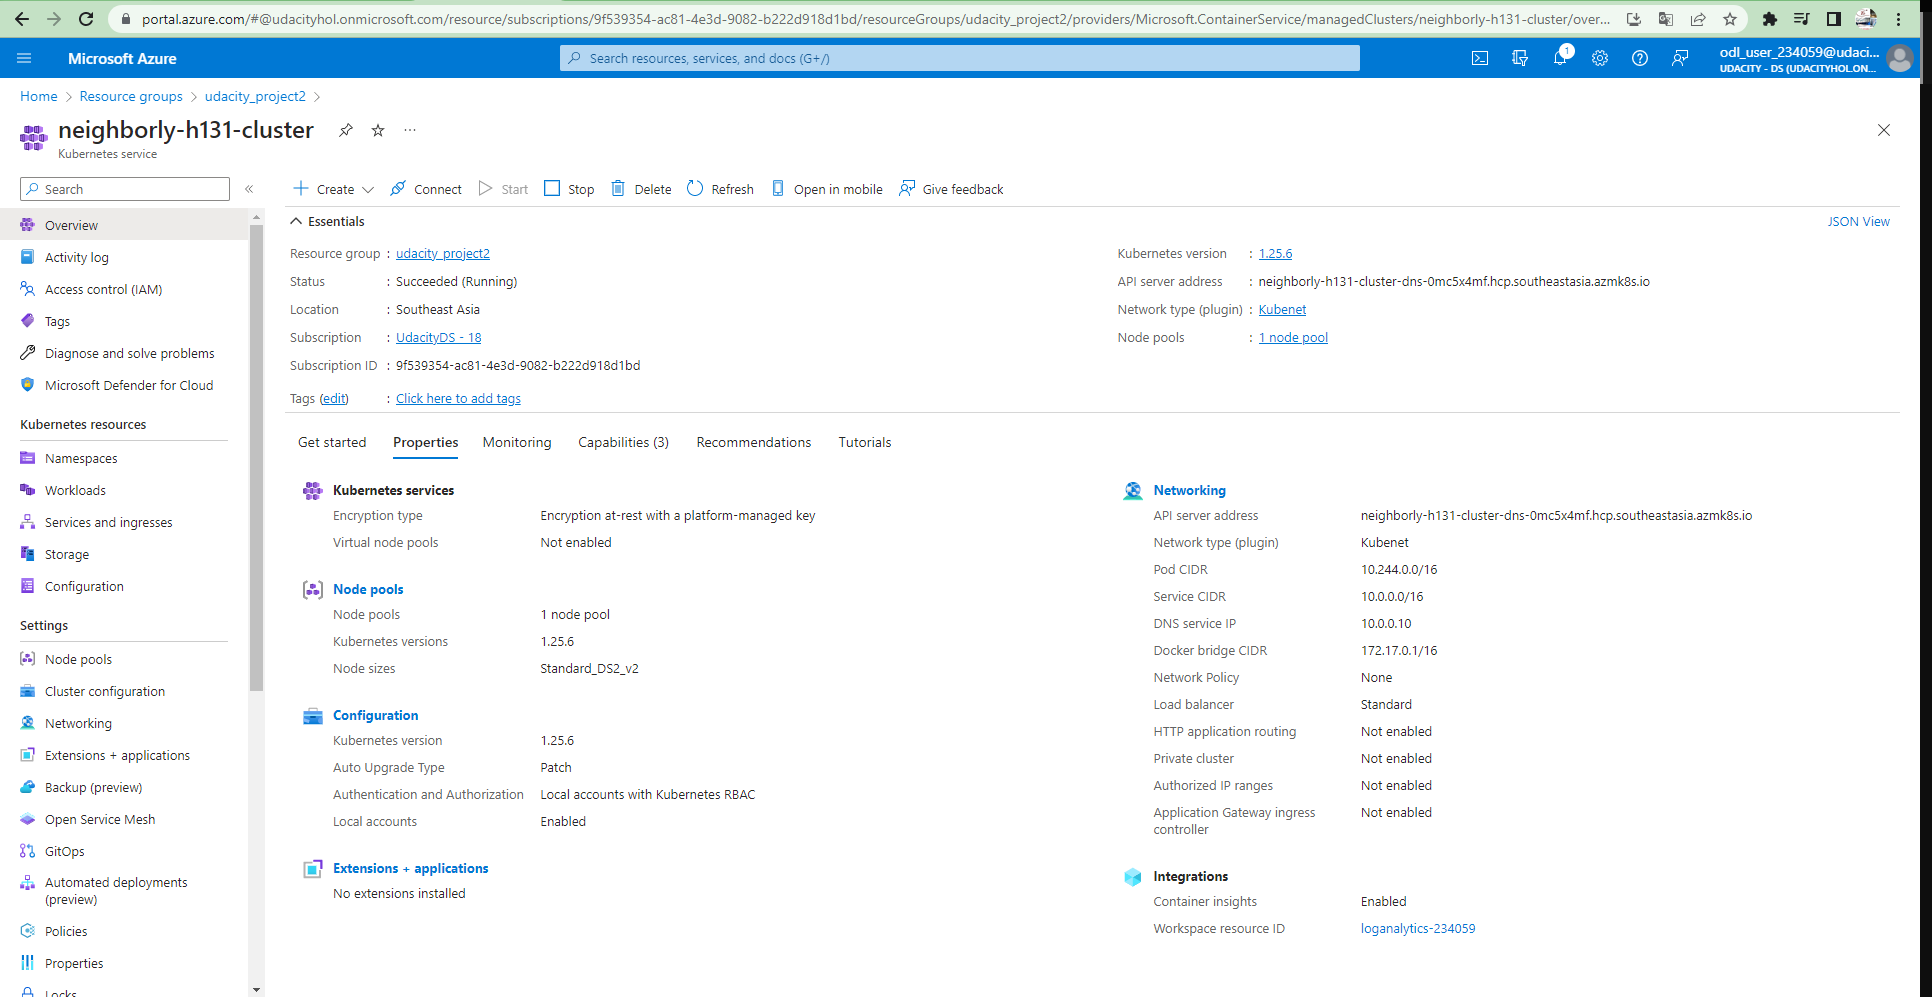 portal.azure.com/#@udacityhol.onmicrosoft.com/resource/subscriptions/9f539354-ac81-4e3d-9082-b222d918d1bd/resourceGroups/udacity_project2/providers/Microsoft.ContainerService/managedClusters/neighborly-h131-cluster/over...
Microsoft Azure
Search resources, services, and docs (G+/)
1
odl_user_234059@udaci...
UDACITY - DS (UDACITYHOL.ON...
Home > Resource groups > udacity_project2 >
neighborly-h131-cluster
Kubernetes service
Search
Create
Connect
Start
Stop
Delete
Refresh
Open in mobile
Give feedback
Overview
Activity log
Access control (IAM)
Tags
Diagnose and solve problems
Microsoft Defender for Cloud
Kubernetes resources
Namespaces
Workloads
Services and ingresses
Storage
Configuration
Settings
Node pools
Cluster configuration
Networking
Extensions + applications
Backup (preview)
Open Service Mesh
GitOps
Automated deployments
(preview)
Policies
Properties
Locks
Essentials
JSON View
Resource group : udacity_project2
Status : Succeeded (Running)
Location : Southeast Asia
Subscription : UdacityDS - 18
Subscription ID : 9f539354-ac81-4e3d-9082-b222d918d1bd
Tags (edit) : Click here to add tags
Kubernetes version : 1.25.6
API server address : neighborly-h131-cluster-dns-0mc5x4mf.hcp.southeastasia.azmk8s.io
Network type (plugin) : Kubenet
Node pools : 1 node pool
Get started
Properties
Monitoring
Capabilities (3)
Recommendations
Tutorials
Kubernetes services
Encryption type Encryption at-rest with a platform-managed key
Virtual node pools Not enabled
Node pools
Node pools 1 node pool
Kubernetes versions 1.25.6
Node sizes Standard_DS2_v2
Configuration
Kubernetes version 1.25.6
Auto Upgrade Type Patch
Authentication and Authorization Local accounts with Kubernetes RBAC
Local accounts Enabled
Extensions + applications
No extensions installed
Networking
API server address neighborly-h131-cluster-dns-0mc5x4mf.hcp.southeastasia.azmk8s.io
Network type (plugin) Kubenet
Pod CIDR 10.244.0.0/16
Service CIDR 10.0.0.0/16
DNS service IP 10.0.0.10
Docker bridge CIDR 172.17.0.1/16
Network Policy None
Load balancer Standard
HTTP application routing Not enabled
Private cluster Not enabled
Authorized IP ranges Not enabled
Application Gateway ingress Not enabled
controller
Integrations
Container insights Enabled
Workspace resource ID loganalytics-234059